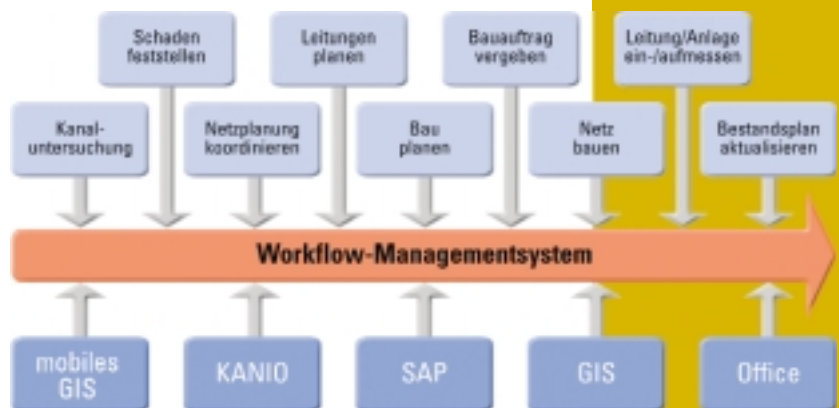 Schaden
feststellen
Leitungen
planen
Bauauftrag
vergeben
Leitung/Anlage
ein-/aufmessen
Kanal-
untersuchung
Netzplanung
koordinieren
Bau
planen
Netz
bauen
Bestandsplan
aktualisieren
Workflow-Managementsystem
mobiles
GIS
KANIO
SAP
GIS
Office